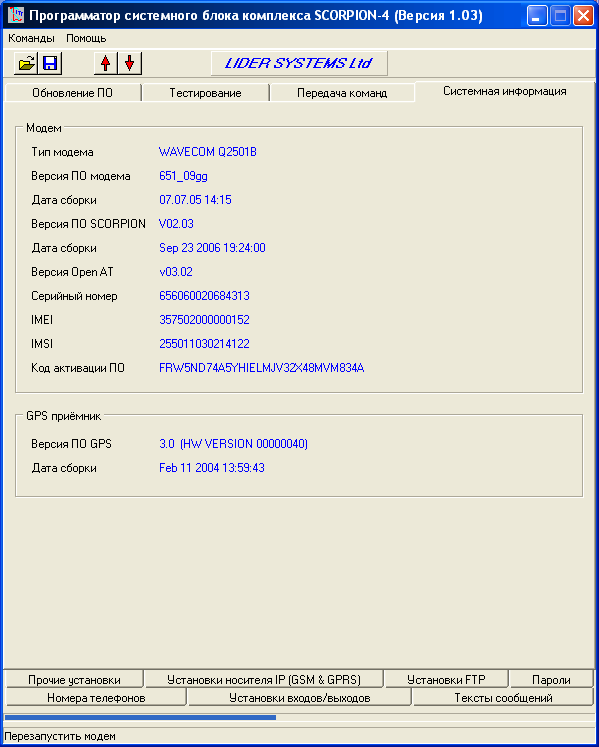 Программатор системного блока комплекса SCORPION-4 (Версия 1.03)
Команды Помощь
LIDER SYSTEMS Ltd
Обновление ПО Тестирование Передача команд Системная информация
Модем
Тип модема WAVECOM Q2501B
Версия ПО модема 651_09gg
Дата сборки 07.07.05 14:15
Версия ПО SCORPION V02.03
Дата сборки Sep 23 2006 19:24:00
Версия Open AT v03.02
Серийный номер 656060020684313
IMEI 357502000000152
IMSI 255011030214122
Код активации ПО FRW5ND74A5YHIELMJV32X48MVM834A
GPS приёмник
Версия ПО GPS 3.0 (HW VERSION 00000040)
Дата сборки Feb 11 2004 13:59:43
Прочие установки Установки носителя IP (GSM & GPRS) Установки FTP Пароли
Номера телефонов Установки входов/выходов Тексты сообщений
Перезапустить модем